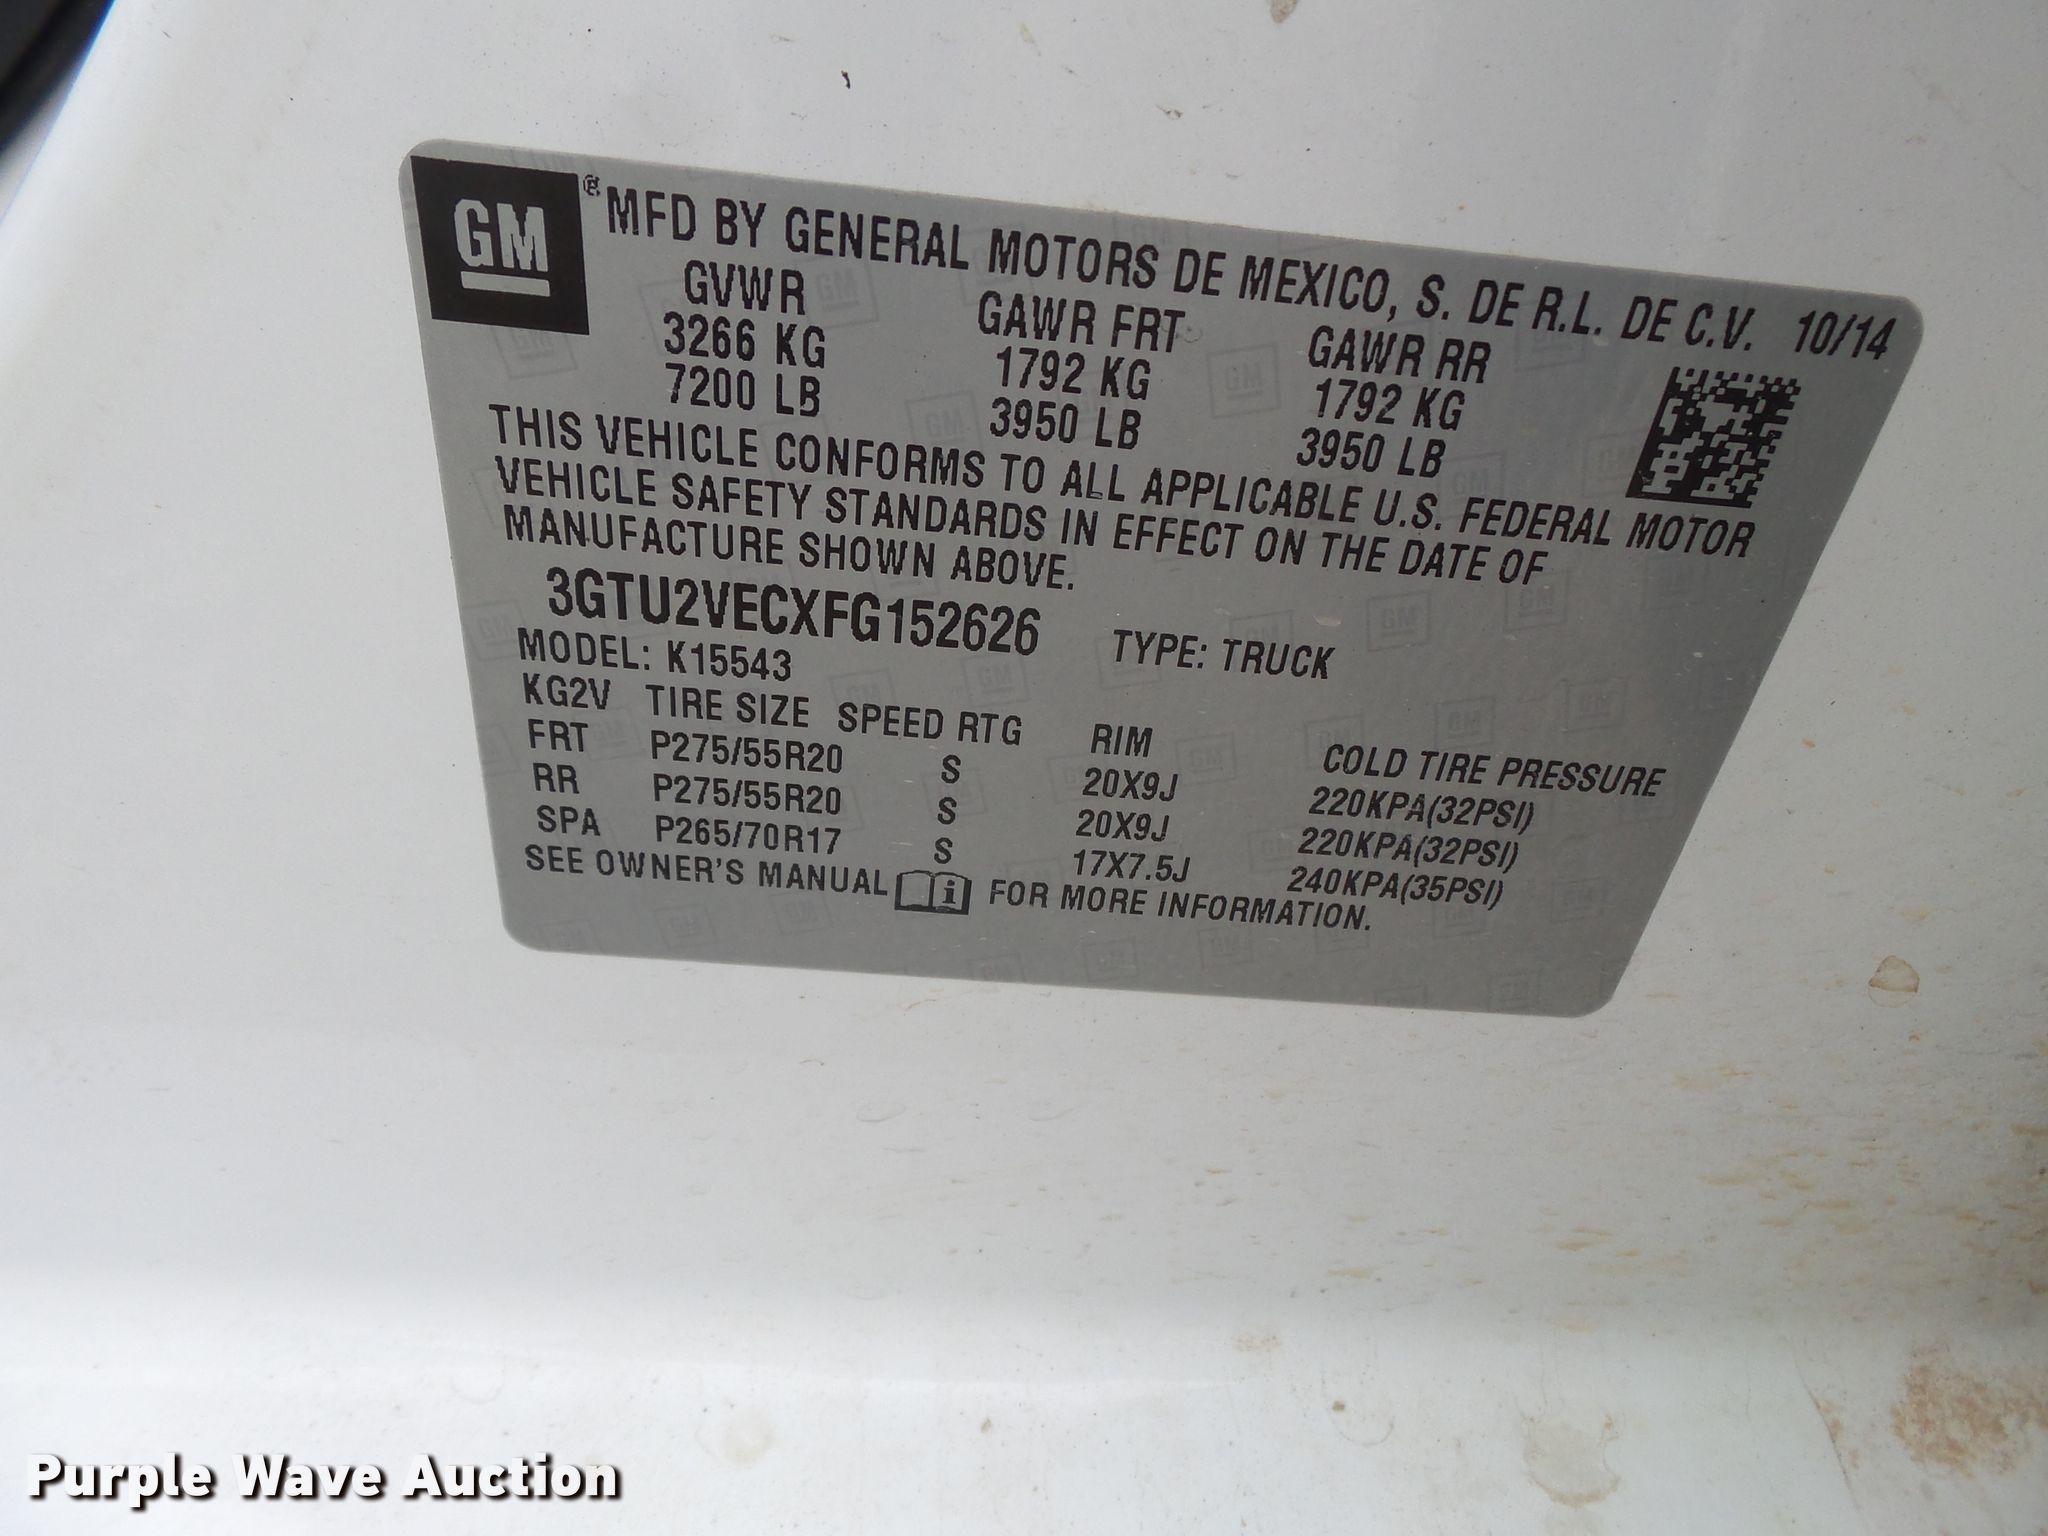 GM ® MFD BY GENERAL MOTORS DE MEXICO, S. DE R.L. DE C.V. 10/14
GVWR GAWR FRT GAWR RR
3266 KG 1792 KG 1792 KG
7200 LB 3950 LB 3950 LB
THIS VEHICLE CONFORMS TO ALL APPLICABLE U.S. FEDERAL MOTOR
VEHICLE SAFETY STANDARDS IN EFFECT ON THE DATE OF
MANUFACTURE SHOWN ABOVE.
3GTU2VECXFG152626 TYPE: TRUCK
MODEL: K15543
KG2V TIRE SIZE SPEED RTG RIM COLD TIRE PRESSURE
FRT P275/55R20 S 20X9J 220KPA(32PSI)
RR P275/55R20 S 20X9J 220KPA(32PSI)
SPA P265/70R17 S 17X7.5J 240KPA(35PSI)
SEE OWNER'S MANUAL i FOR MORE INFORMATION.
Purple Wave Auction